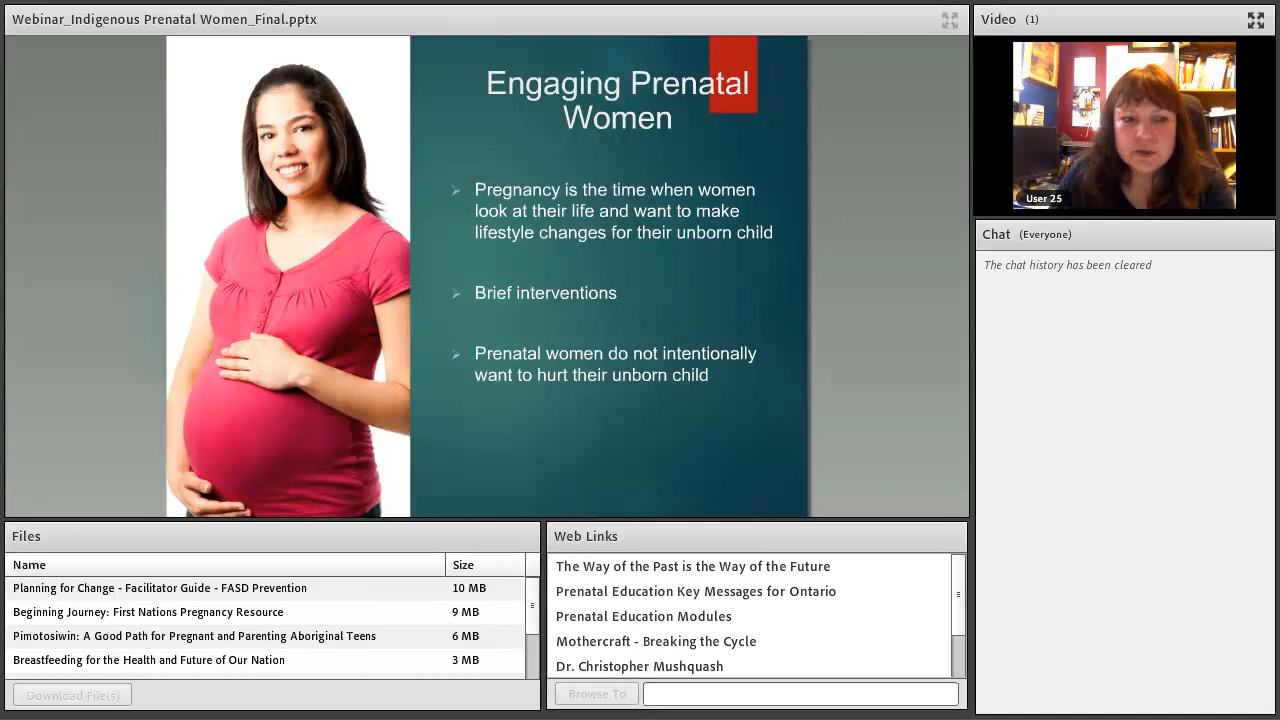 Webinar_Indigenous Prenatal Women_Final.pptx
Engaging Prenatal
Women
Pregnancy is the time when women
look at their life and want to make
lifestyle changes for their unborn child
Brief interventions
Prenatal women do not intentionally
want to hurt their unborn child
Video (1)
User 25
Chat (Everyone)
The chat history has been cleared
Files
Name Size
Planning for Change - Facilitator Guide - FASD Prevention 10 MB
Beginning Journey: First Nations Pregnancy Resource 9 MB
Pimotosiwin: A Good Path for Pregnant and Parenting Aboriginal Teens 6 MB
Breastfeeding for the Health and Future of Our Nation 3 MB
Download File(s)
Web Links
The Way of the Past is the Way of the Future
Prenatal Education Key Messages for Ontario
Prenatal Education Modules
Mothercraft - Breaking the Cycle
Dr. Christopher Mushquash
Browse To